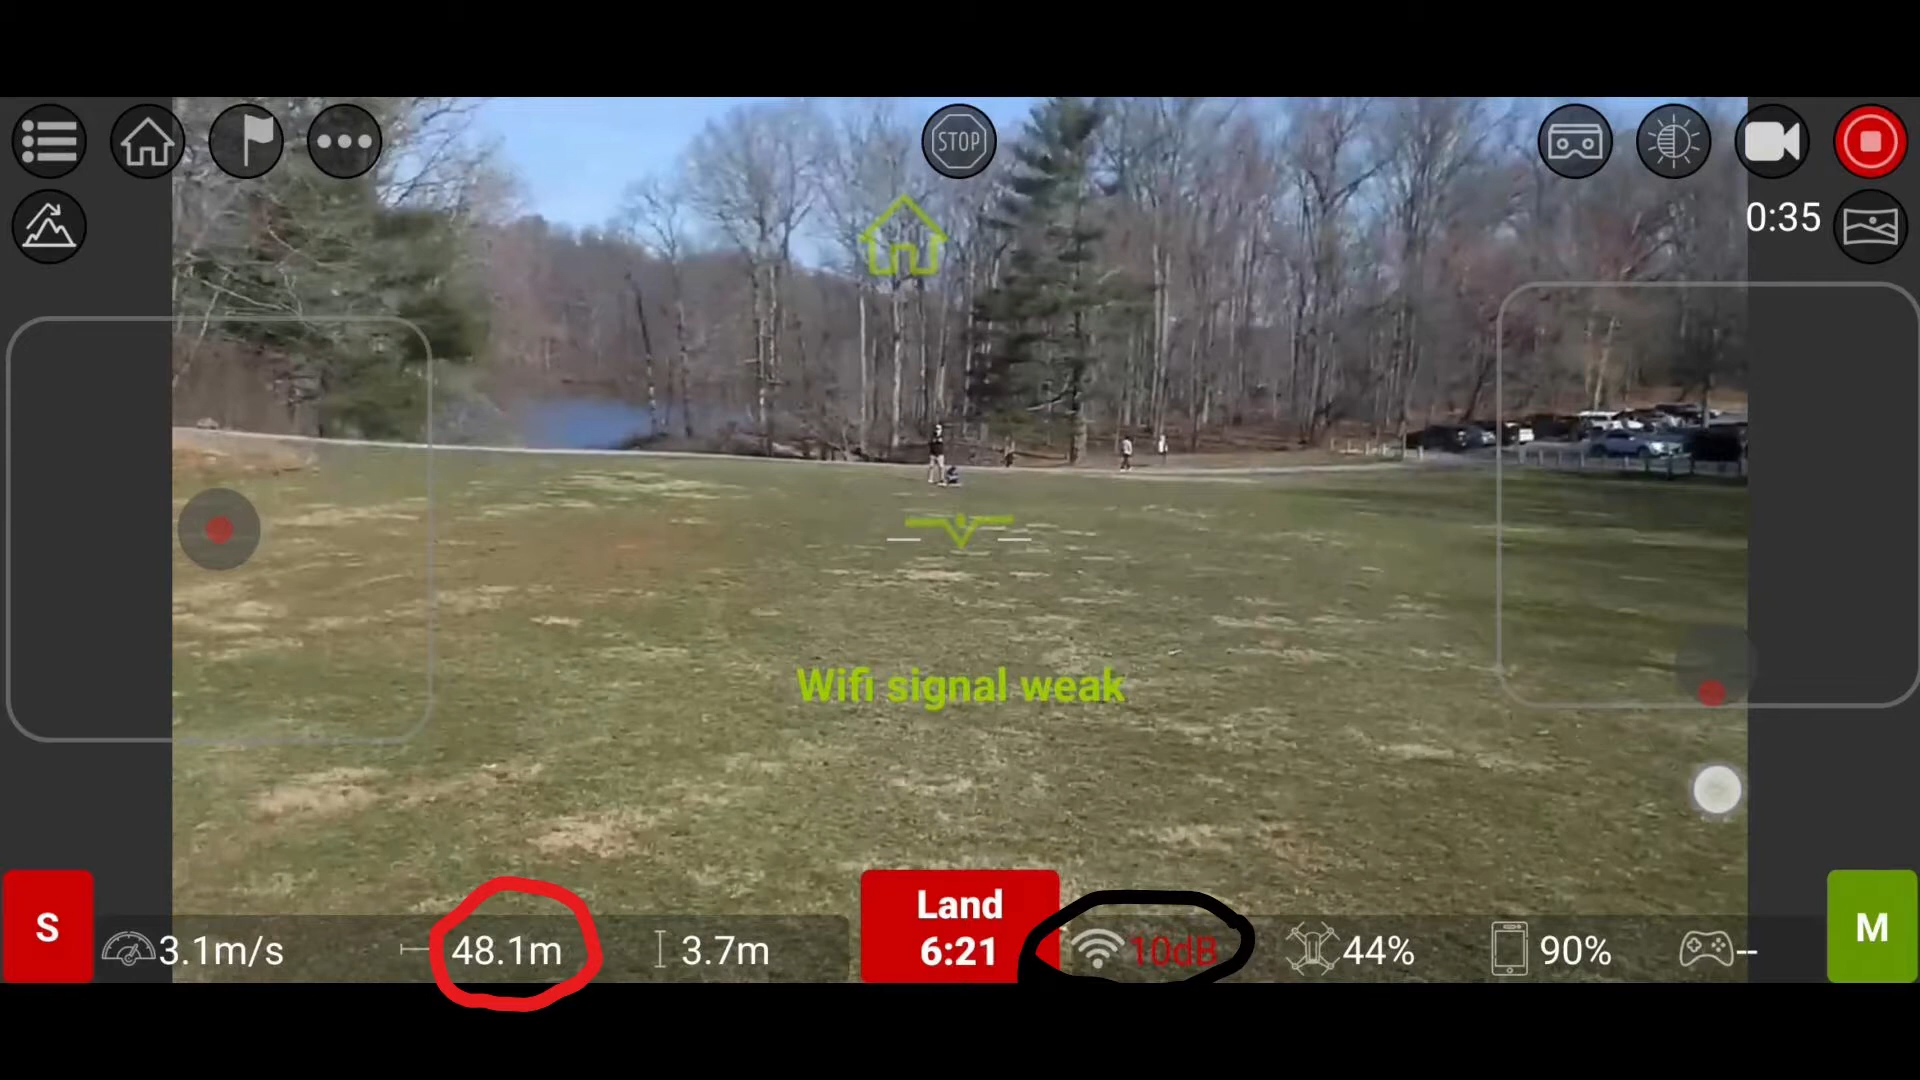 STOP
0:35
Wifi signal weak
S
3.1m/s
48.1m
3.7m
Land
6:21
10dB
44%
90%
--
M